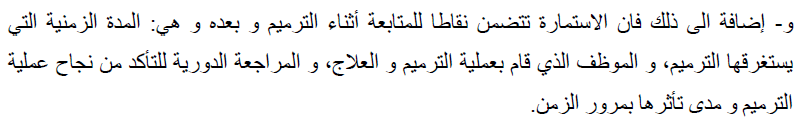 و- إضافة الى ذلك فان الاستمارة تتضمن نقاطا للمتابعة أثناء الترميم و بعده و هي: المدة الزمنية التي
يستغرقها الترميم، و الموظف الذي قام بعملية الترميم و العلاج، و المراجعة الدورية للتأكد من نجاح عملية
الترميم و مدى تأثرها بمرور الزمن.